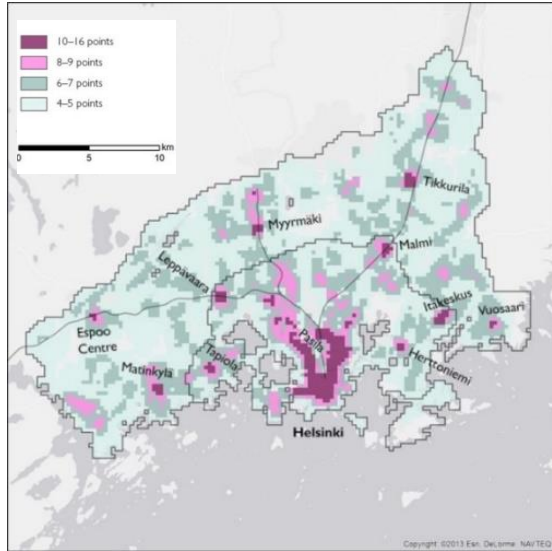 10–16 points
8–9 points
6–7 points
4–5 points
0 5 10
km
Tikkurila
Myyrmäki
Malmi
Leppävaara
Itäkeskus
Vuosaari
Espoo
Centre
Pasila
Tapiola
Matinkylä
Herttoniemi
Helsinki
Copyright ©2013 Esri, DeLorme, NAVTEQ